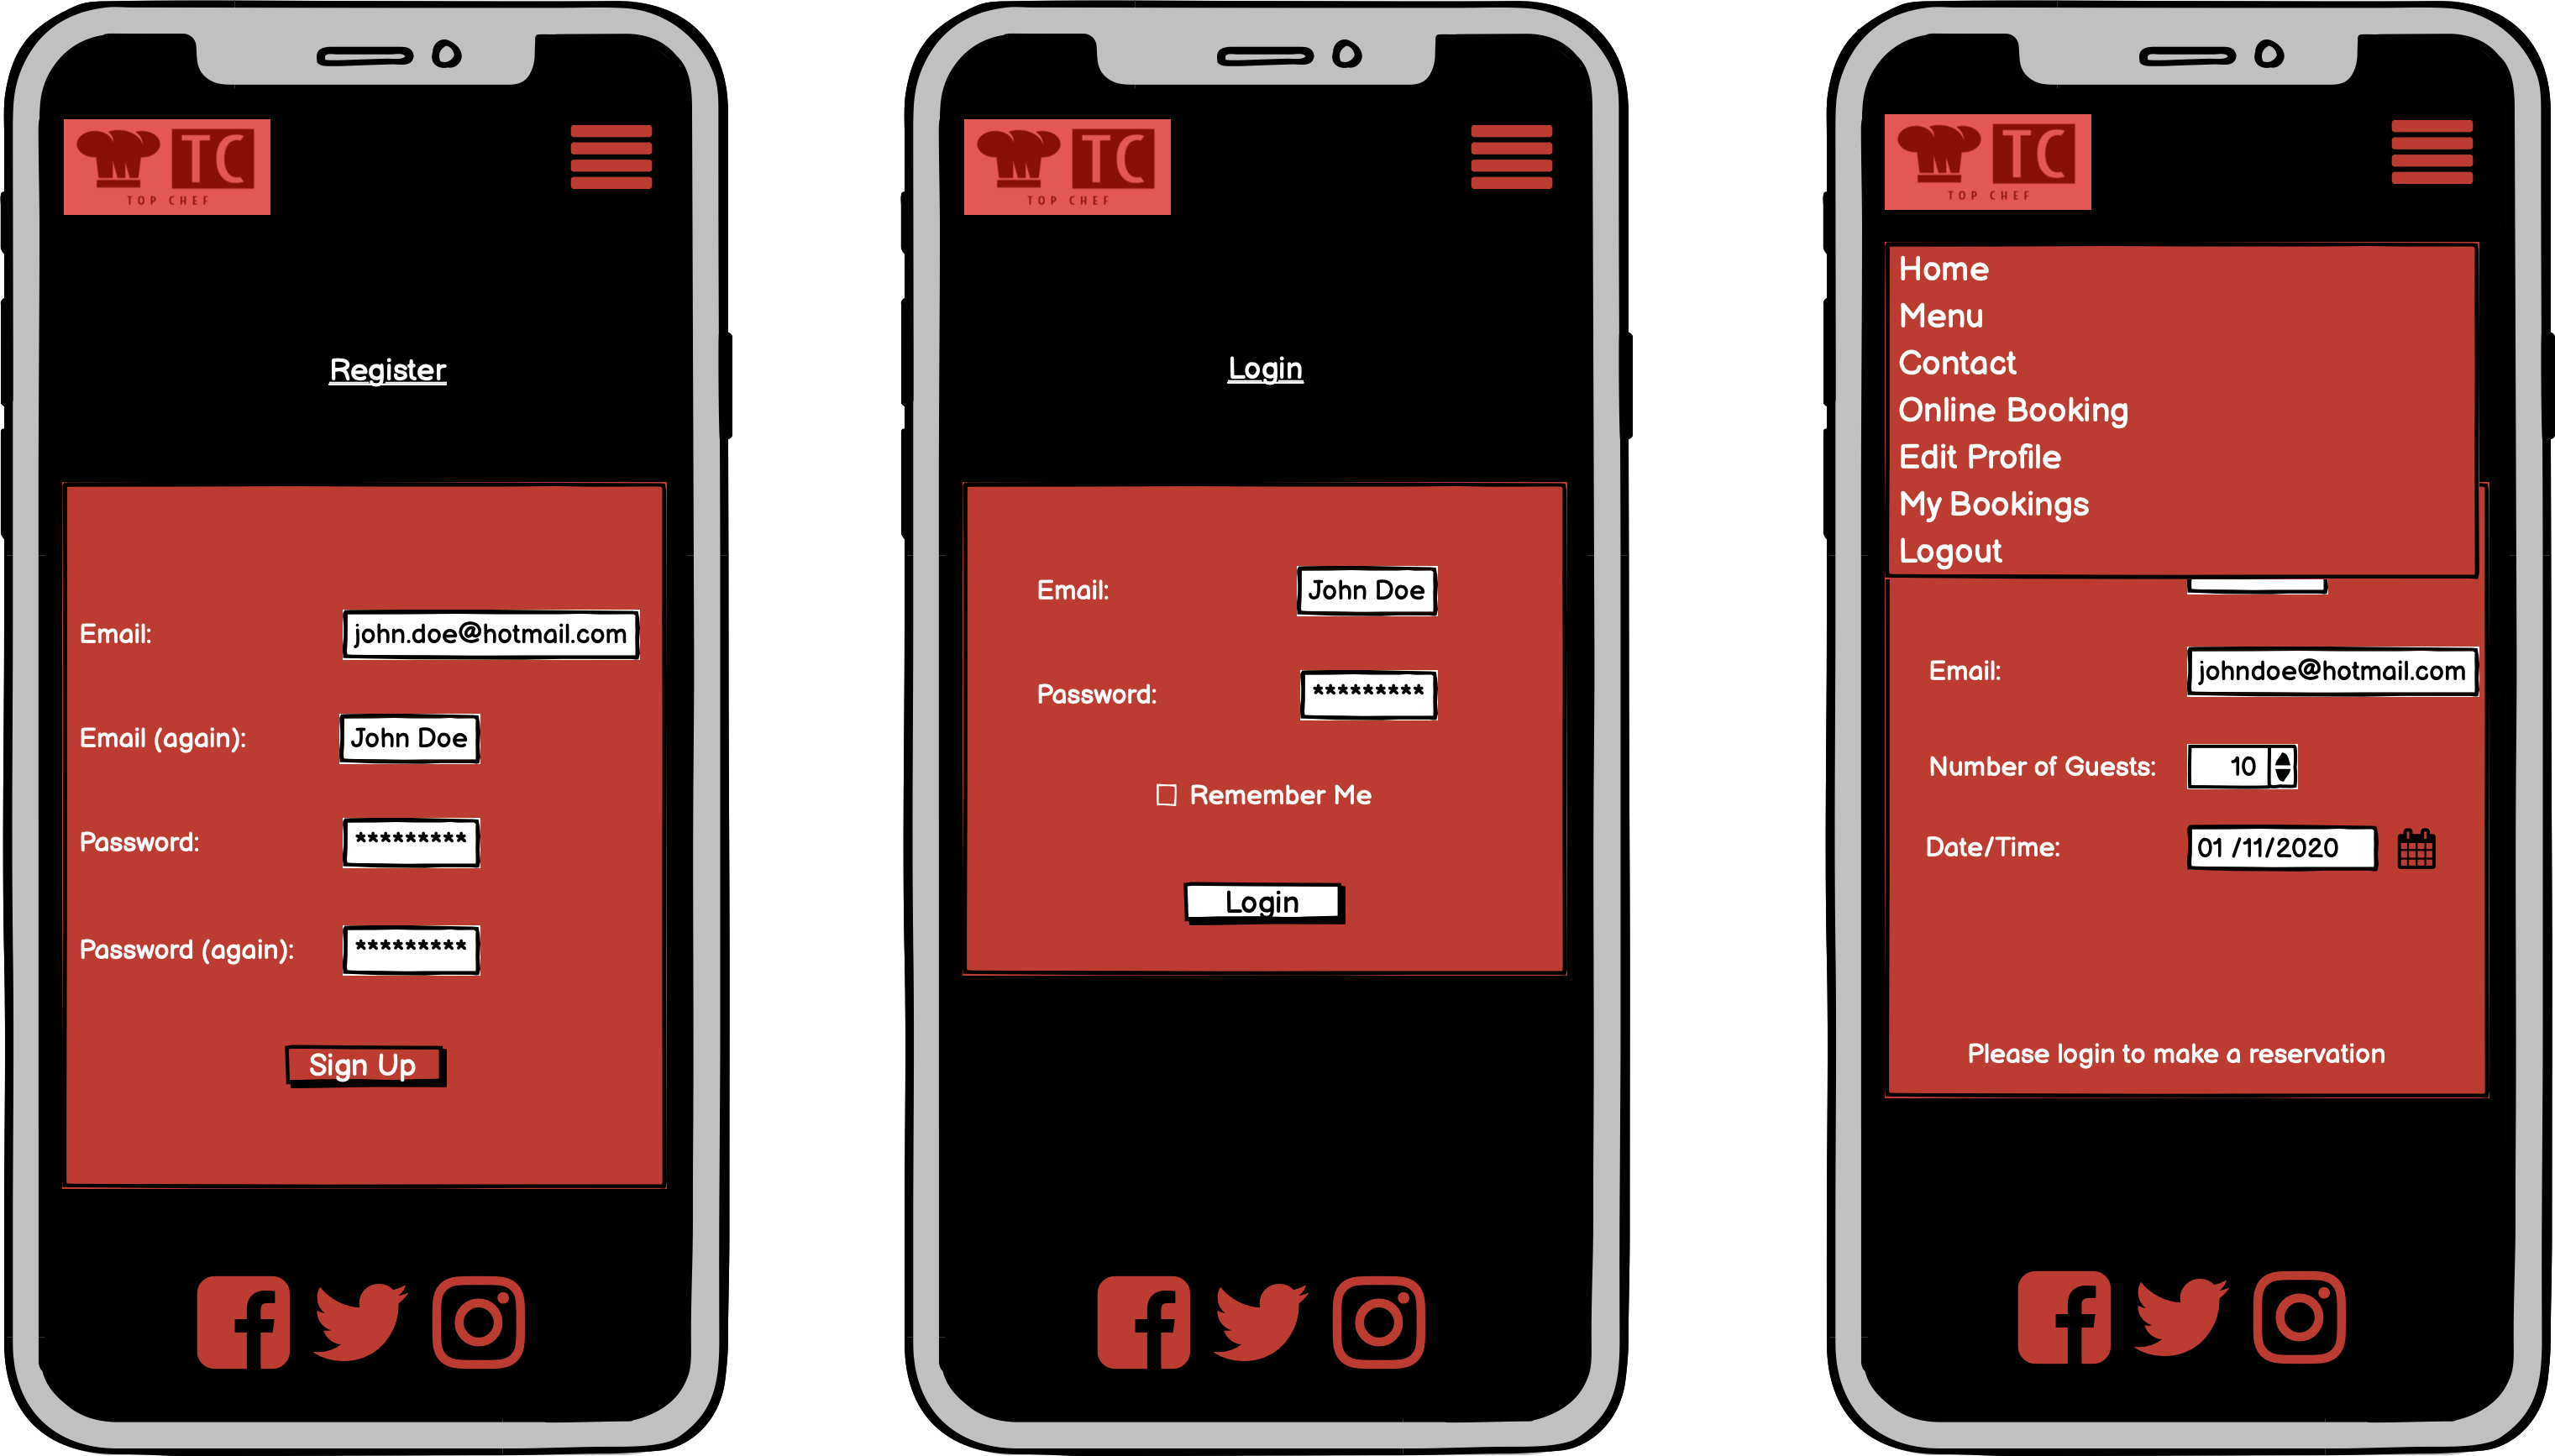 TC
TOP CHEF
Register
Email: john.doe@hotmail.com
Email (again): John Doe
Password: *********
Password (again): *********
Sign Up
TC
TOP CHEF
Login
Email: John Doe
Password: *********
Remember Me
Login
TC
TOP CHEF
Home
Menu
Contact
Online Booking
Edit Profile
My Bookings
Logout
Email: johndoe@hotmail.com
Number of Guests: 10
Date/Time: 01 /11/2020
Please login to make a reservation